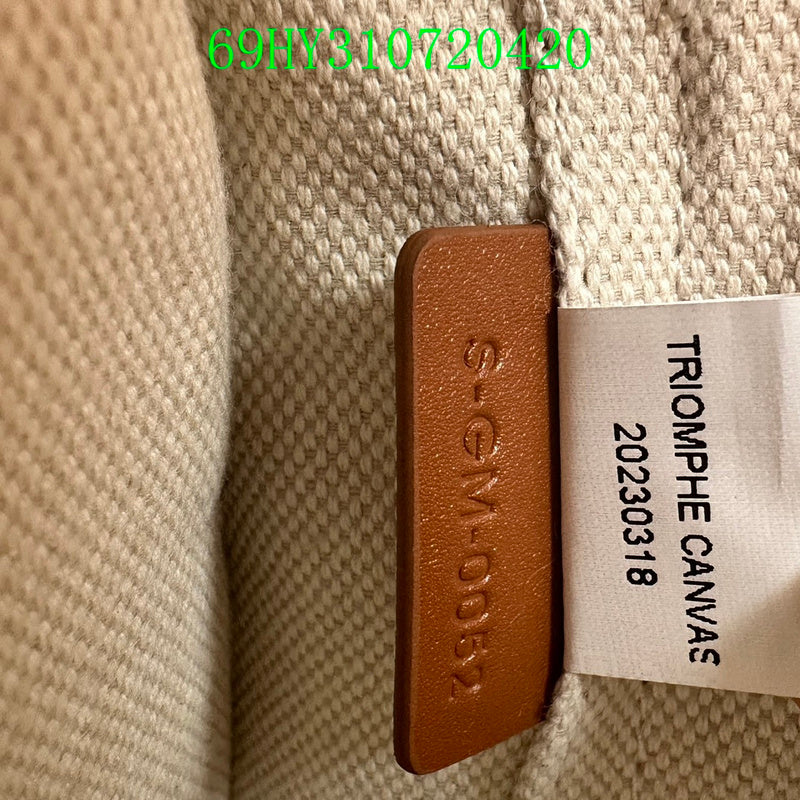 69HY310720420
S-GM-0052
TRIOMPHE CANVAS
20230318